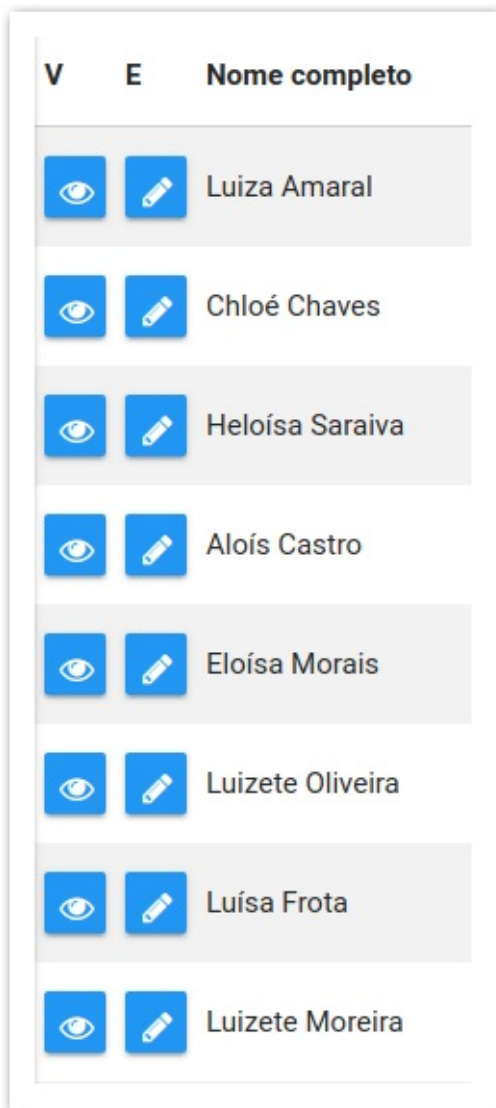 V E Nome completo
Luiza Amaral
Chloé Chaves
Heloísa Saraiva
Aloís Castro
Eloísa Morais
Luizete Oliveira
Luísa Frota
Luizete Moreira